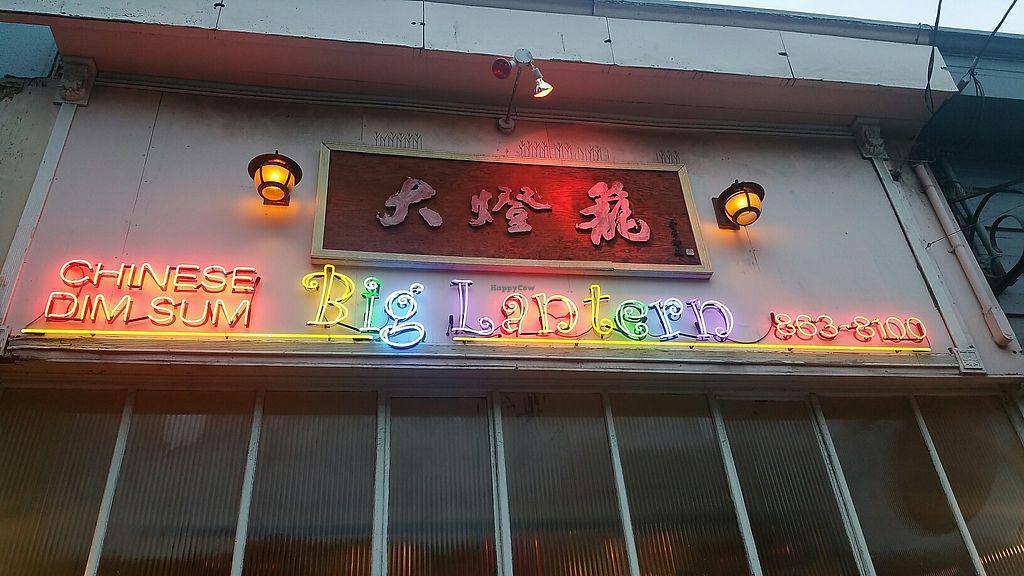 大燈籠
CHINESE
DIM SUM
Big Lantern
863-8100
HappyCow